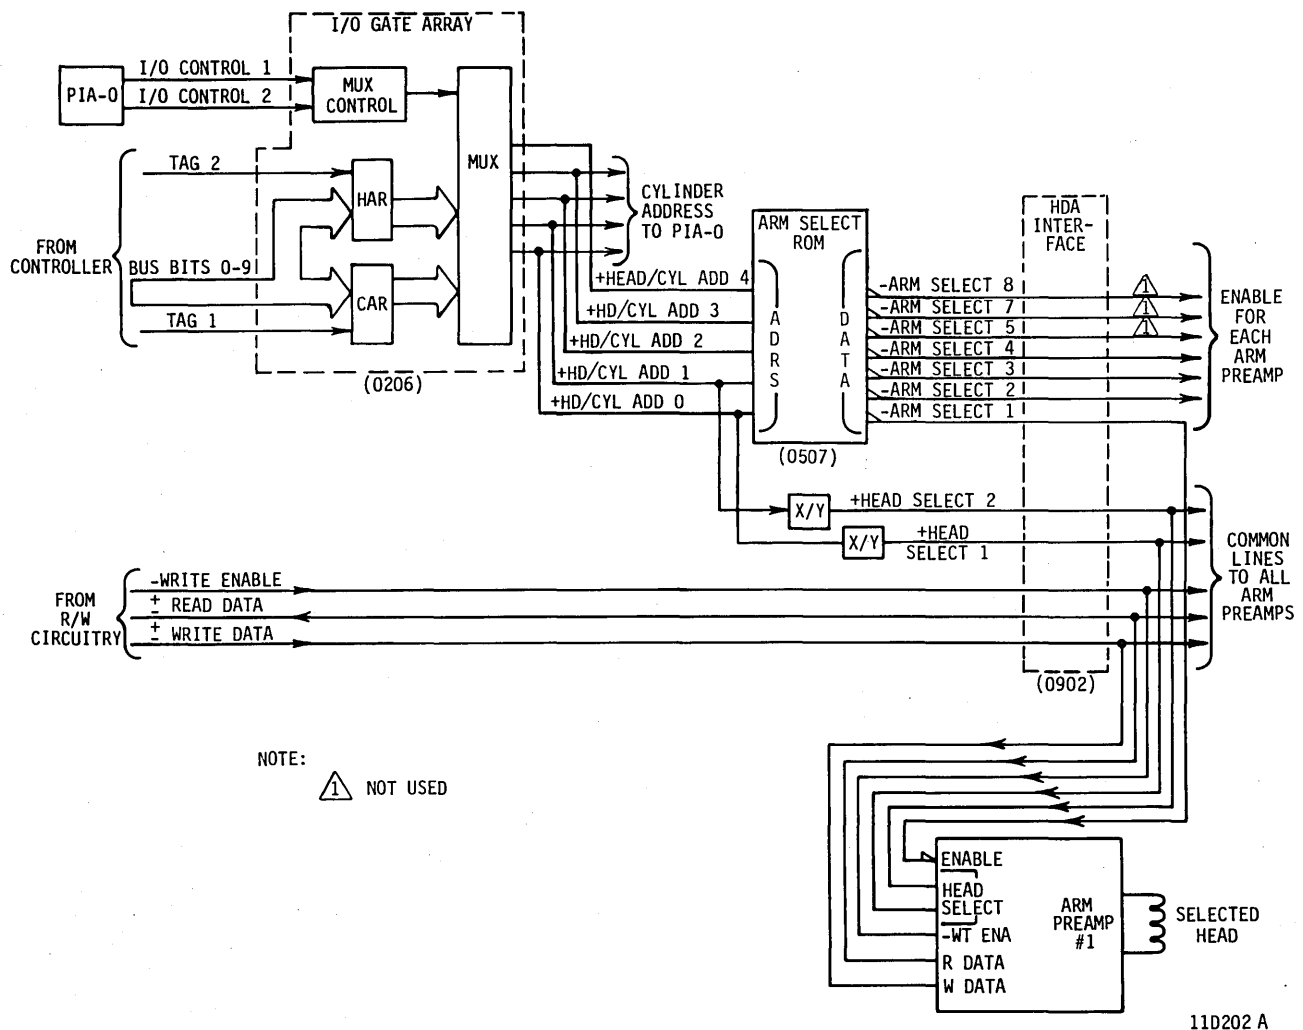 I/O GATE ARRAY
PIA-0
I/O CONTROL 1
I/O CONTROL 2
MUX
CONTROL
MUX
TAG 2
HAR
FROM
CONTROLLER
BUS BITS 0-9
CAR
TAG 1
(0206)
CYLINDER
ADDRESS
TO PIA-0
+HEAD/CYL ADD 4
+HD/CYL ADD 3
+HD/CYL ADD 2
+HD/CYL ADD 1
+HD/CYL ADD 0
ARM SELECT
ROM
ADRS
DATA
(0507)
HDA
INTER-
FACE
-ARM SELECT 8
1
-ARM SELECT 7
1
-ARM SELECT 5
1
-ARM SELECT 4
-ARM SELECT 3
-ARM SELECT 2
-ARM SELECT 1
ENABLE
FOR
EACH
ARM
PREAMP
X/Y
+HEAD SELECT 2
X/Y
+HEAD
SELECT 1
COMMON
LINES
TO ALL
ARM
PREAMPS
FROM
R/W
CIRCUITRY
-WRITE ENABLE
± READ DATA
± WRITE DATA
(0902)
NOTE:
1 NOT USED
ENABLE
HEAD
SELECT
-WT ENA
R DATA
W DATA
ARM
PREAMP
#1
SELECTED
HEAD
11D202 A